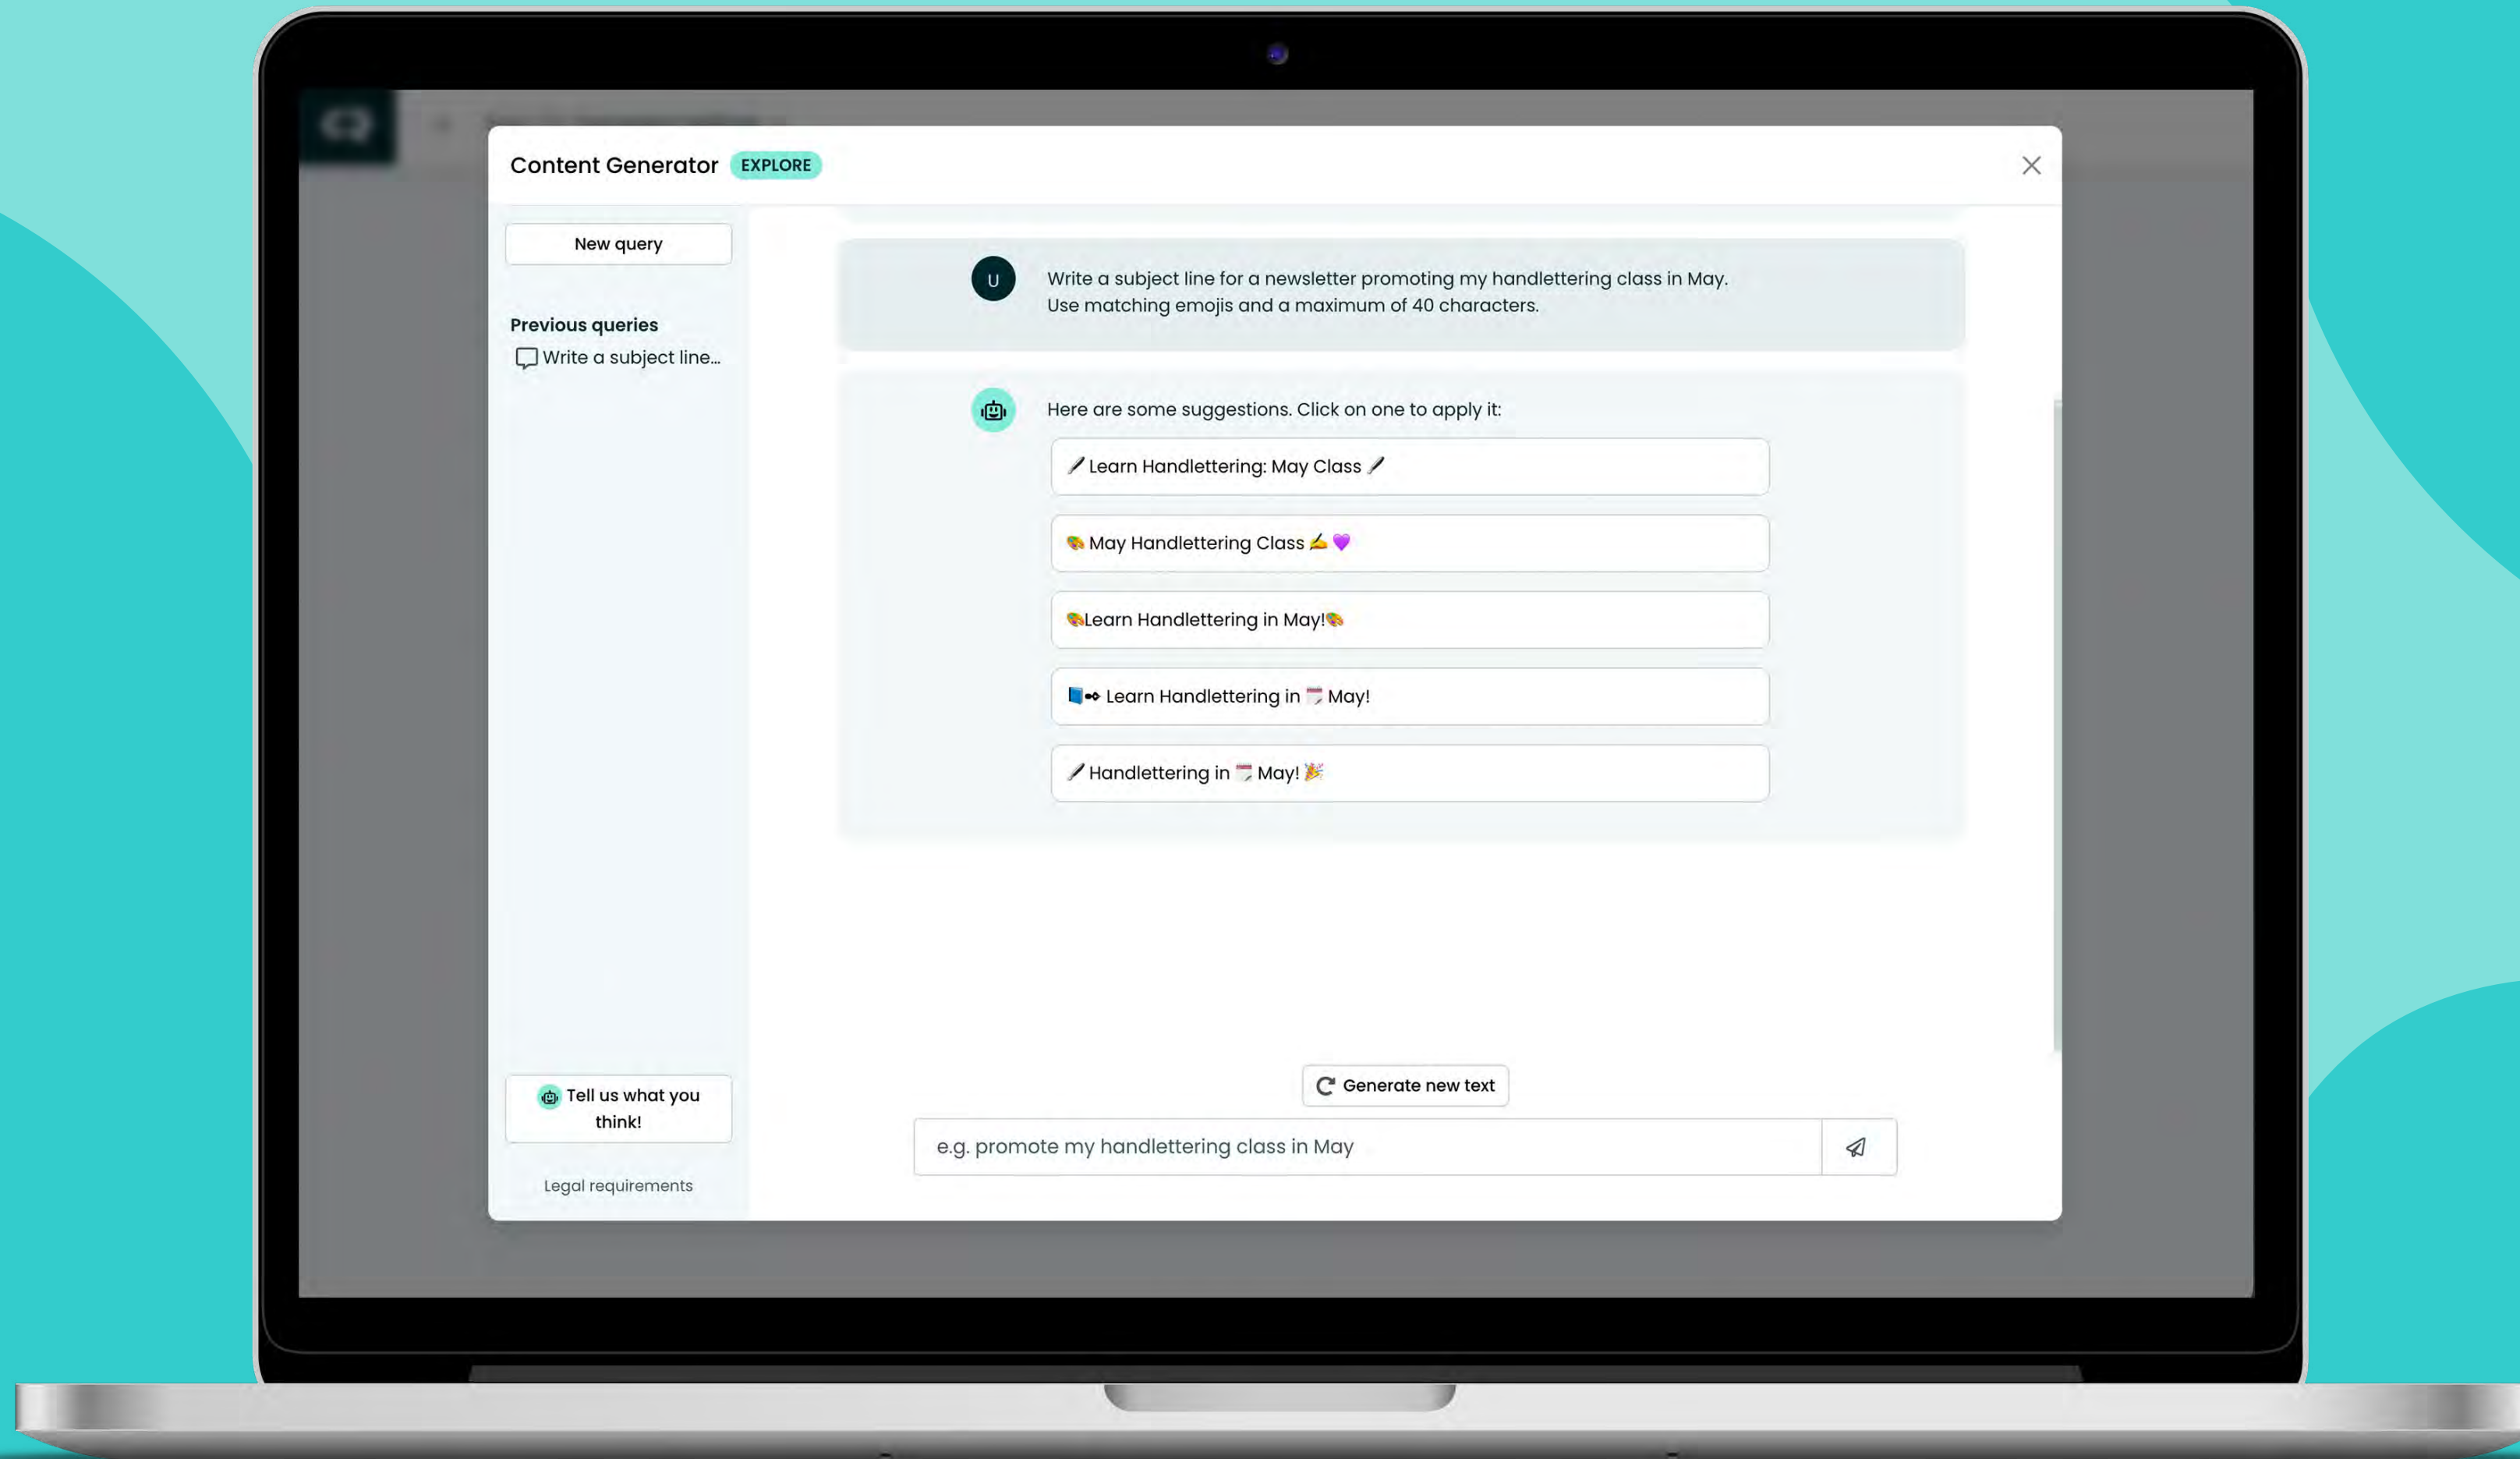 Content Generator EXPLORE
New query
Previous queries
Write a subject line...
U
Write a subject line for a newsletter promoting my handlettering class in May.
Use matching emojis and a maximum of 40 characters.
Here are some suggestions. Click on one to apply it:
🖋️ Learn Handlettering: May Class 🖋️
🎨 May Handlettering Class ✍️ 💜
🎨Learn Handlettering in May!🎨
📘✒️ Learn Handlettering in 🗓️ May!
🖋️ Handlettering in 🗓️ May! 🎉
Generate new text
e.g. promote my handlettering class in May
Tell us what you
think!
Legal requirements